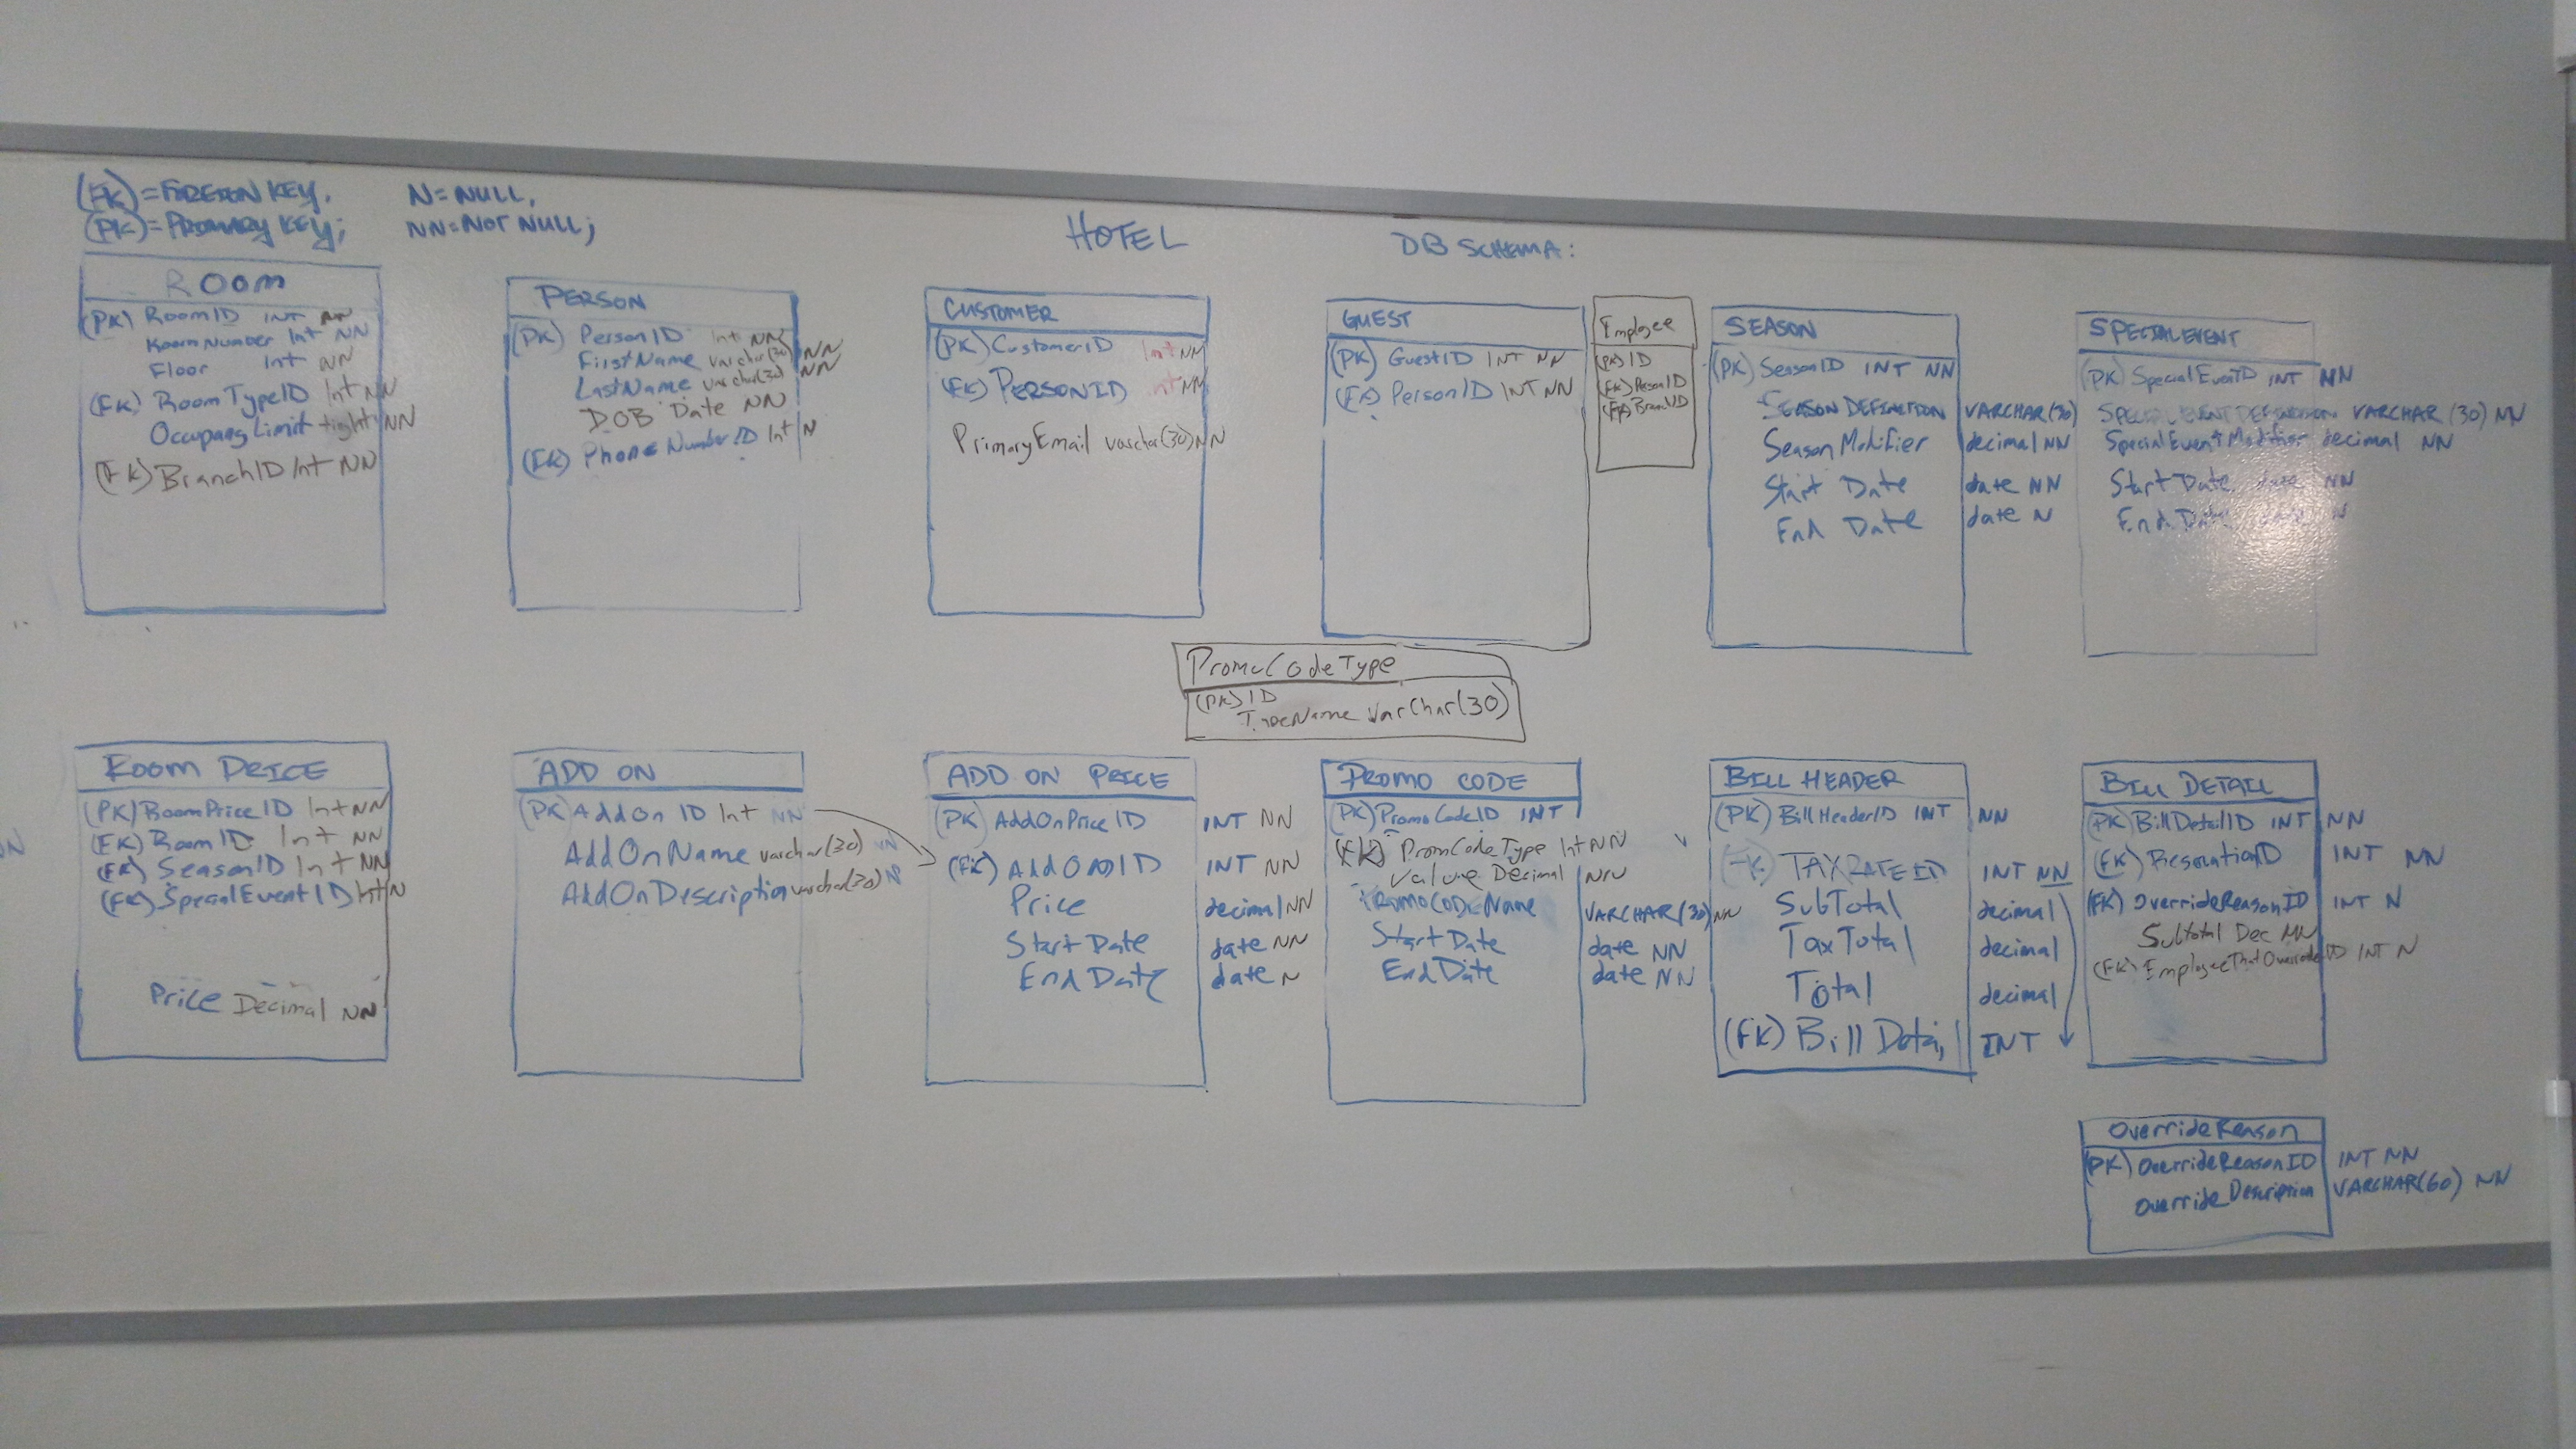 (FK) = FOREIGN KEY,    N = NULL,
(PK) = PRIMARY KEY;    NN = NOT NULL;
HOTEL    DB SCHEMA:
ROOM
(PK) RoomID INT NN
RoomNumber Int NN
Floor Int NN
(FK) RoomTypeID Int NN
Limit NN
(FK) BranchID Int NN
PERSON
(PK) PersonID Int NN
FirstName varchar(30) NN
LastName varchar(30) NN
DOB Date NN
(FK) PhoneNumberID Int N
CUSTOMER
(PK) CustomerID Int NN
(FK) PERSONID Int NN
PrimaryEmail varchar(30) NN
GUEST
(PK) GuestID INT NN
(FK) PersonID INT NN
Employee
(PK) ID
(FK) PersonID
(FK)
SEASON
(PK) SeasonID INT NN
SEASON DEFINITION VARCHAR(30)
SeasonModifier decimal NN
Start Date date NN
End Date date N
SPECIAL EVENT
(PK) SpecialEventID INT NN
SPECIAL EVENT DEFINITION VARCHAR (30) NN
SpecialEventModifier decimal NN
Start Date date NN
End Date date N
PromoCodeType
(PK) ID
TypeName VarChar(30)
ROOM PRICE
(PK) RoomPriceID Int NN
(FK) RoomID Int NN
(FK) SeasonID Int NN
(FK) SpecialEventID Int N
Price Decimal NN
ADD ON
(PK) AddOn ID Int NN
AddOnName varchar(30) NN
AddOnDescription varchar(30)
ADD ON PRICE
(PK) AddOnPriceID INT NN
(FK) AddOnID INT NN
Price decimal NN
Start Date date NN
End Date date N
PROMO CODE
(PK) PromoCodeID INT
(FK) PromCodeType Int NN
Value Decimal NN
PROMOCODEName VARCHAR(30) NN
Start Date date NN
End Date date NN
BILL HEADER
(PK) BillHeaderID INT NN
(FK) TAXRATEID INT NN
SubTotal decimal
TaxTotal decimal
Total decimal
(FK) Bill INT
BILL DETAIL
(PK) BillDetailID INT NN
(FK) INT NN
(FK) OverrideReasonID INT N
Subtotal Dec NN
(FK) EmployeeThatOverrode ID INT N
OverrideReason
(PK) OverrideReasonID INT NN
Override Description VARCHAR(60) NN